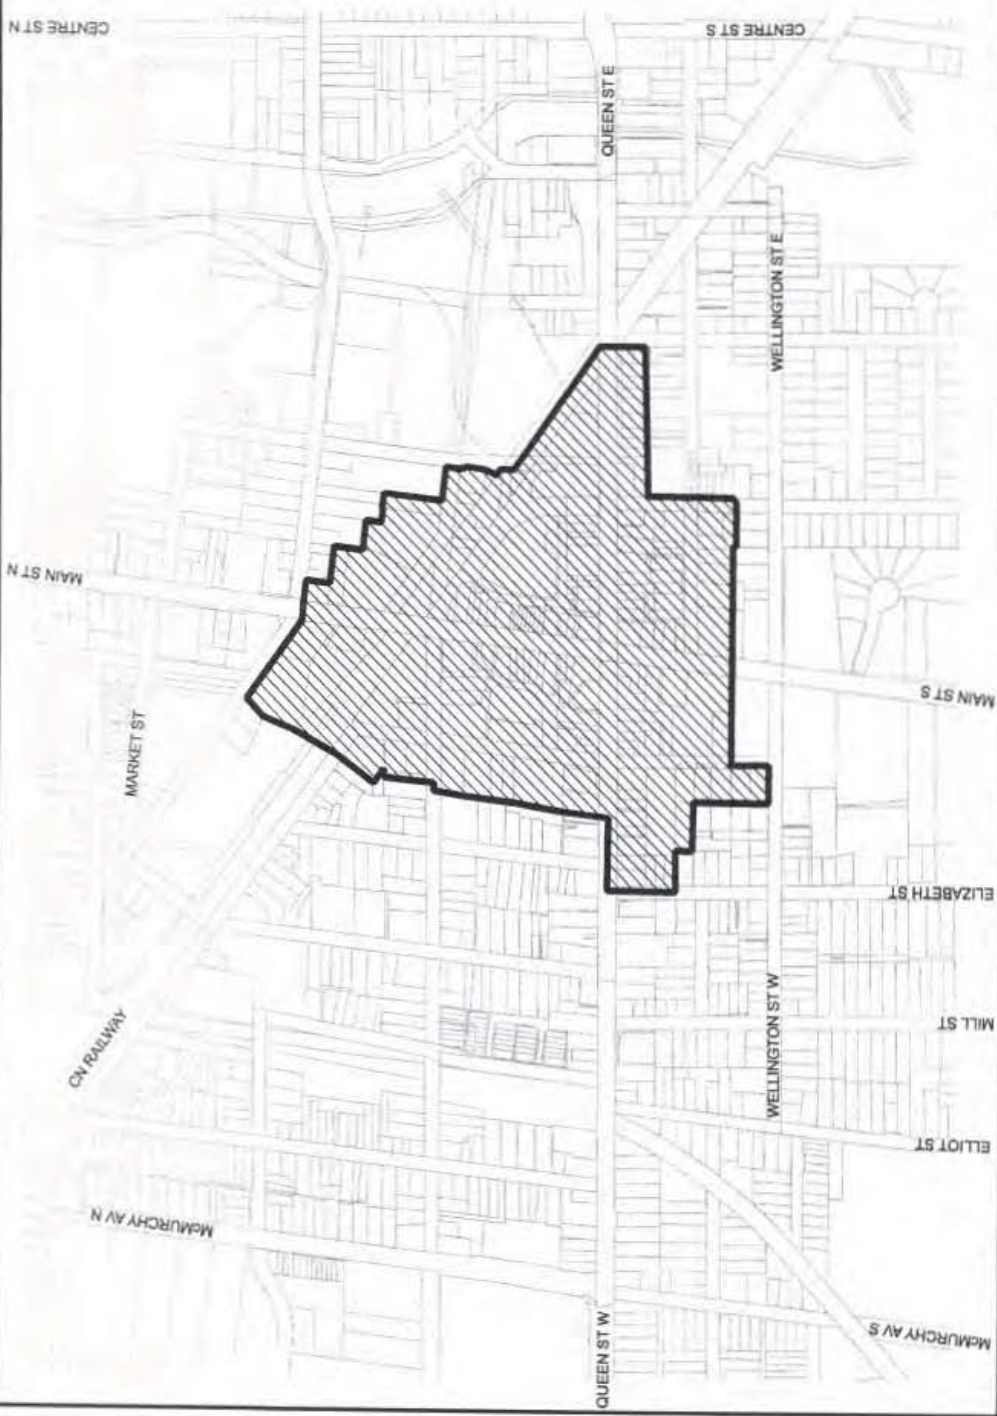 CENTRE ST N
CENTRE ST S
QUEEN ST E
WELLINGTON ST E
MAIN ST N
MARKET ST
MAIN ST S
ELIZABETH ST
CN RAILWAY
WELLINGTON ST W
MILL ST
ELLIOT ST
McMURCHY AV N
QUEEN ST W
McMURCHY AV S